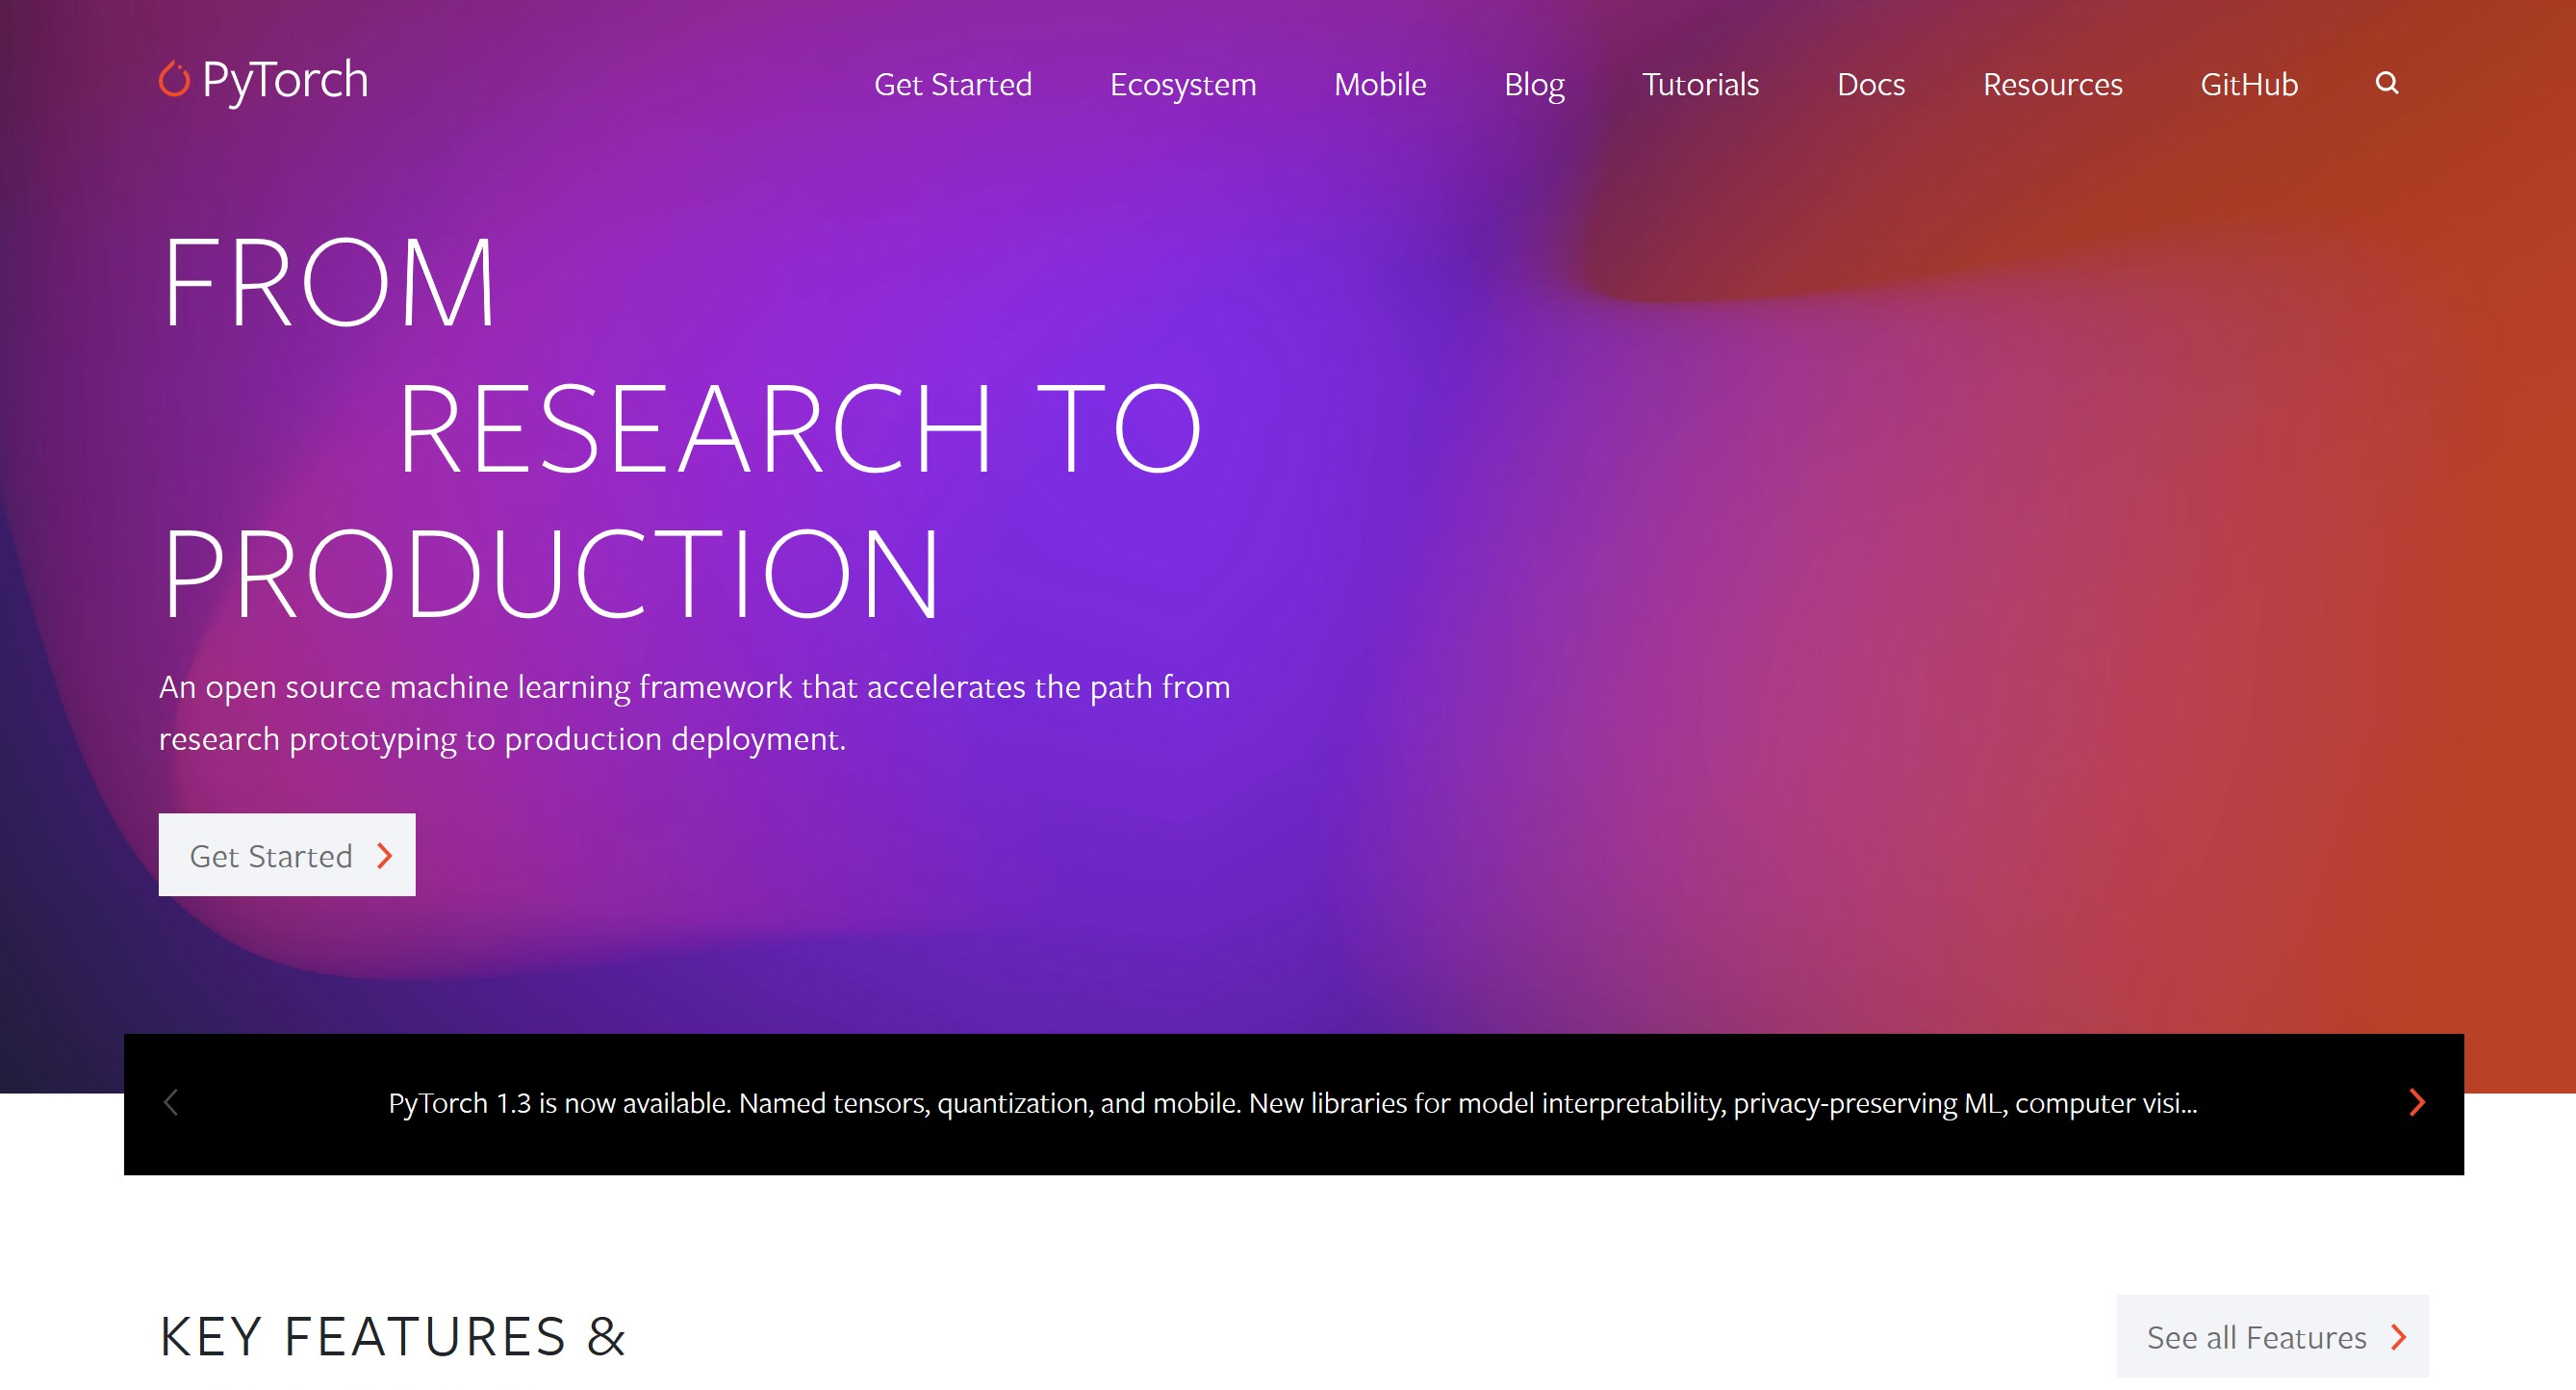 PyTorch
Get Started Ecosystem Mobile Blog Tutorials Docs Resources GitHub
FROM
RESEARCH TO
PRODUCTION
An open source machine learning framework that accelerates the path from
research prototyping to production deployment.
Get Started
PyTorch 1.3 is now available. Named tensors, quantization, and mobile. New libraries for model interpretability, privacy-preserving ML, computer visi...
KEY FEATURES &
See all Features